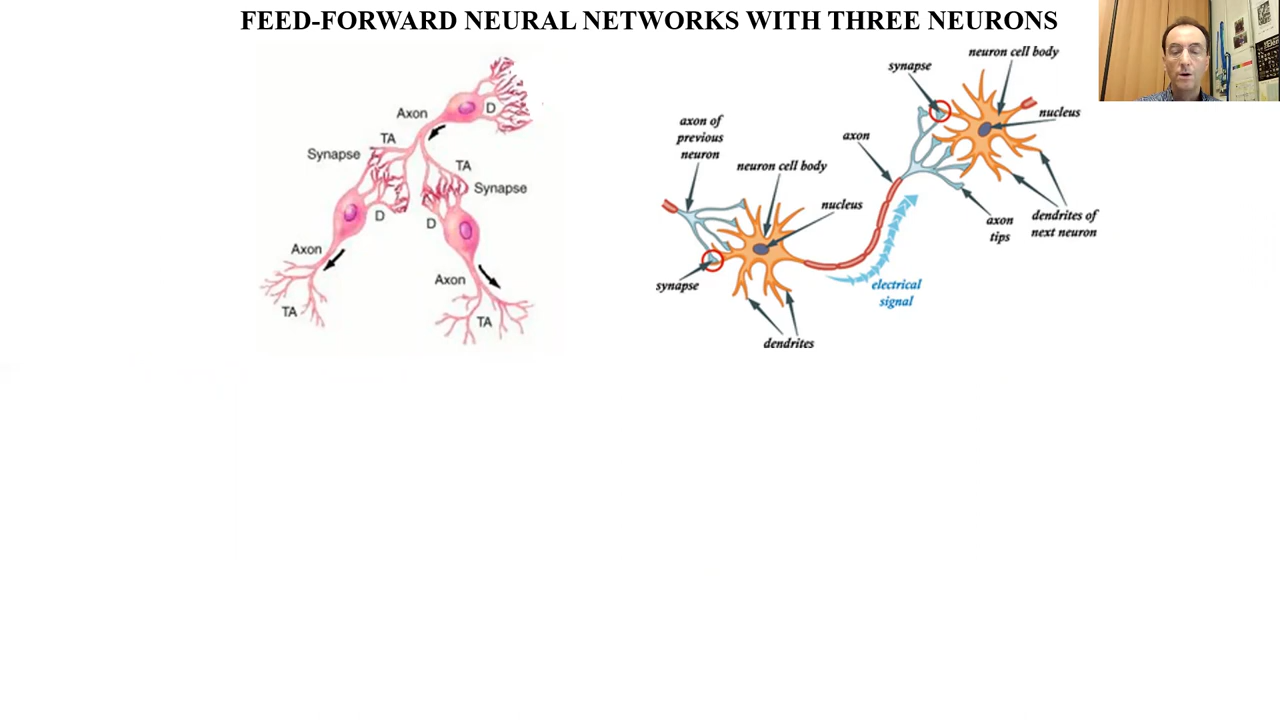 FEED-FORWARD NEURAL NETWORKS WITH THREE NEURONS
Axon
D
TA
Synapse
TA
Synapse
D
D
Axon
Axon
TA
TA
neuron cell body
synapse
nucleus
axon of
previous
neuron
axon
neuron cell body
nucleus
axon
tips
dendrites of
next neuron
synapse
electrical
signal
dendrites